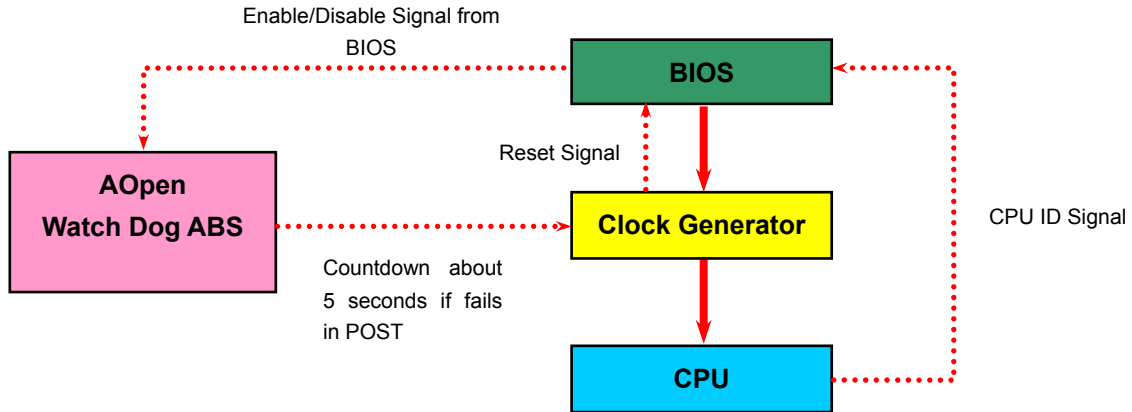 Enable/Disable Signal from
BIOS
BIOS
Reset Signal
AOpen
Watch Dog ABS
Clock Generator
CPU ID Signal
Countdown about
5 seconds if fails
in POST
CPU